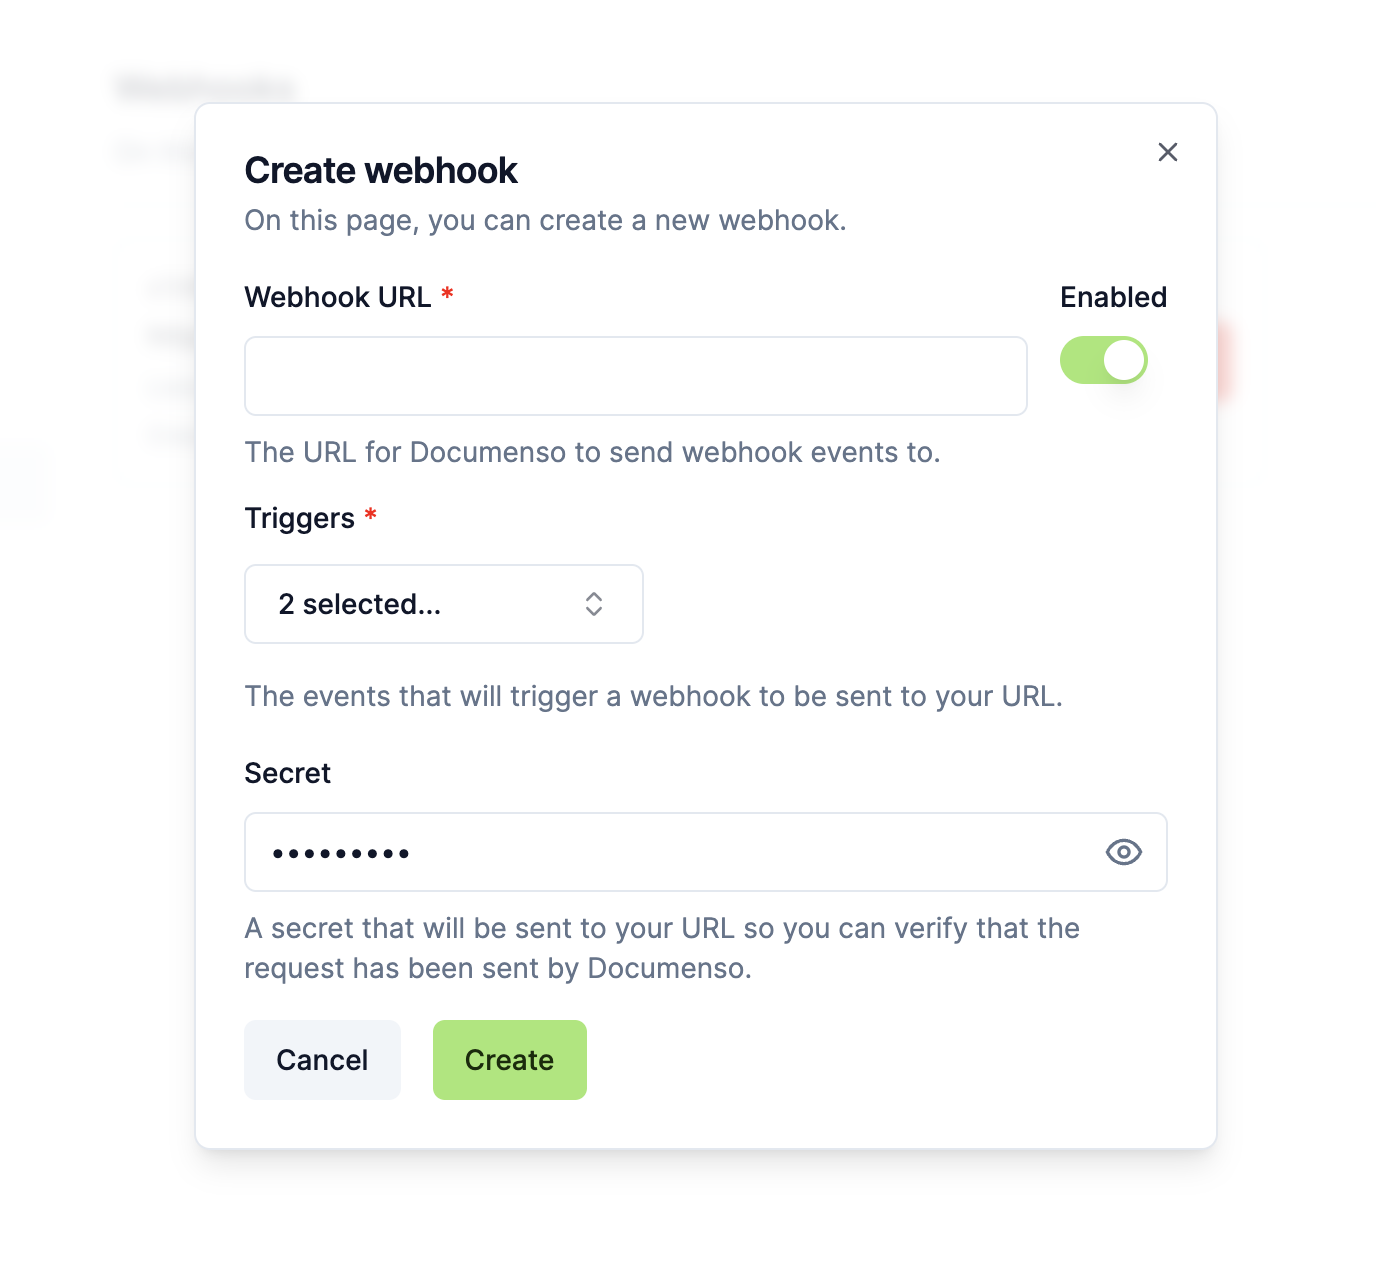 Create webhook
On this page, you can create a new webhook.
Webhook URL *
Enabled
The URL for Documenso to send webhook events to.
Triggers *
2 selected...
The events that will trigger a webhook to be sent to your URL.
Secret
•••••••••
A secret that will be sent to your URL so you can verify that the
request has been sent by Documenso.
Cancel
Create